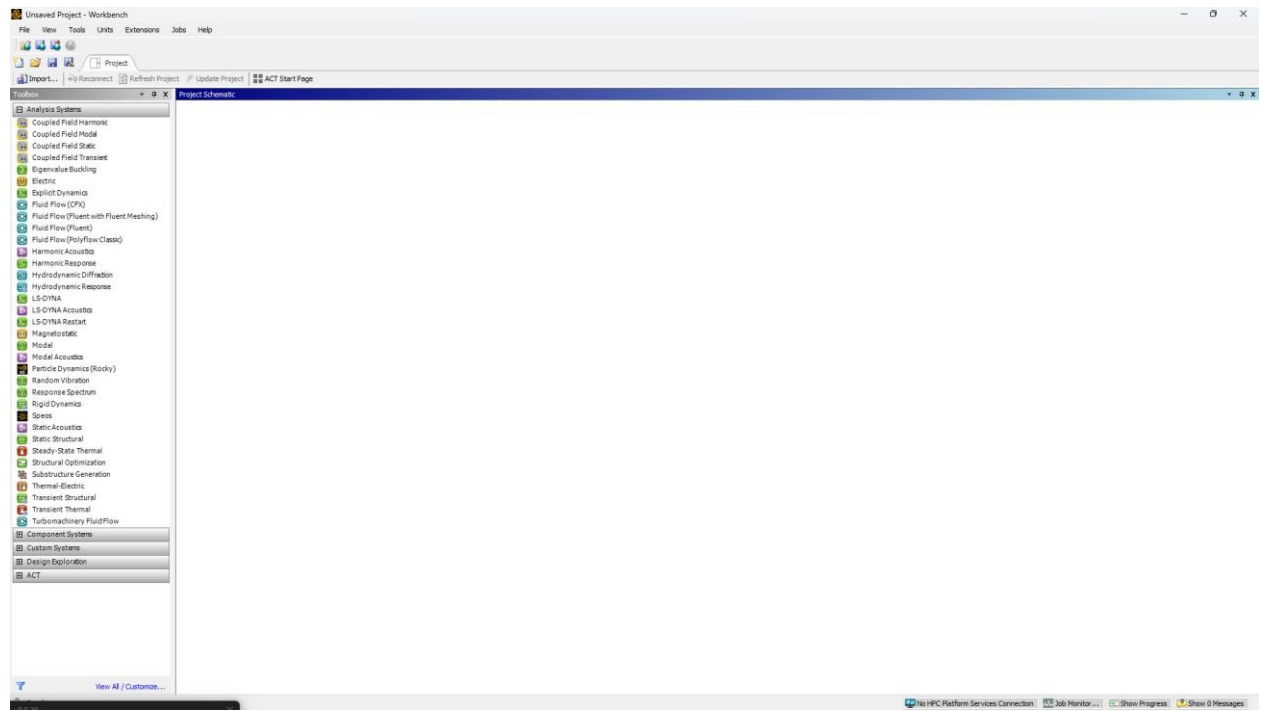 Unsaved Project - Workbench
File View Tools Units Extensions Jobs Help
Project
Import... Reconnect Refresh Project Update Project ACT Start Page
Toolbox
Project Schematic
Analysis Systems
Coupled Field Harmonic
Coupled Field Modal
Coupled Field Static
Coupled Field Transient
Eigenvalue Buckling
Electric
Explicit Dynamics
Fluid Flow (CFX)
Fluid Flow (Fluent with Fluent Meshing)
Fluid Flow (Fluent)
Fluid Flow (Polyflow Classic)
Harmonic Acoustics
Harmonic Response
Hydrodynamic Diffraction
Hydrodynamic Response
LS-DYNA
LS-DYNA Acoustics
LS-DYNA Restart
Magnetostatic
Modal
Modal Acoustics
Particle Dynamics (Rocky)
Random Vibration
Response Spectrum
Rigid Dynamics
Speos
Static Acoustics
Static Structural
Steady-State Thermal
Structural Optimization
Substructure Generation
Thermal-Electric
Transient Structural
Transient Thermal
Turbomachinery Fluid Flow
Component Systems
Custom Systems
Design Exploration
ACT
View All / Customize...
No HPC Platform Services Connection Job Monitor... Show Progress Show 0 Messages